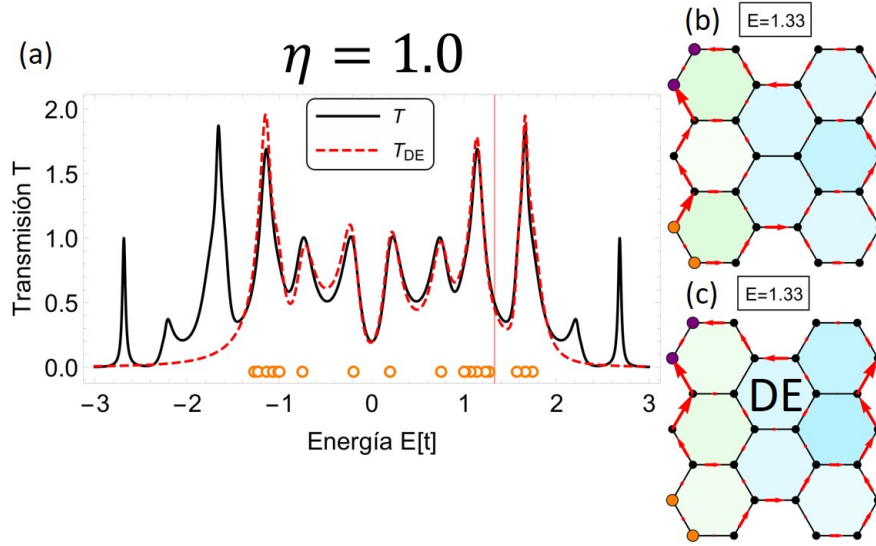 (a)
η = 1.0
T
T_DE
Transmisión T
2.0
1.5
1.0
0.5
0.0
−3 −2 −1 0 1 2 3
Energía E[t]
(b)
E=1.33
(c)
E=1.33
DE